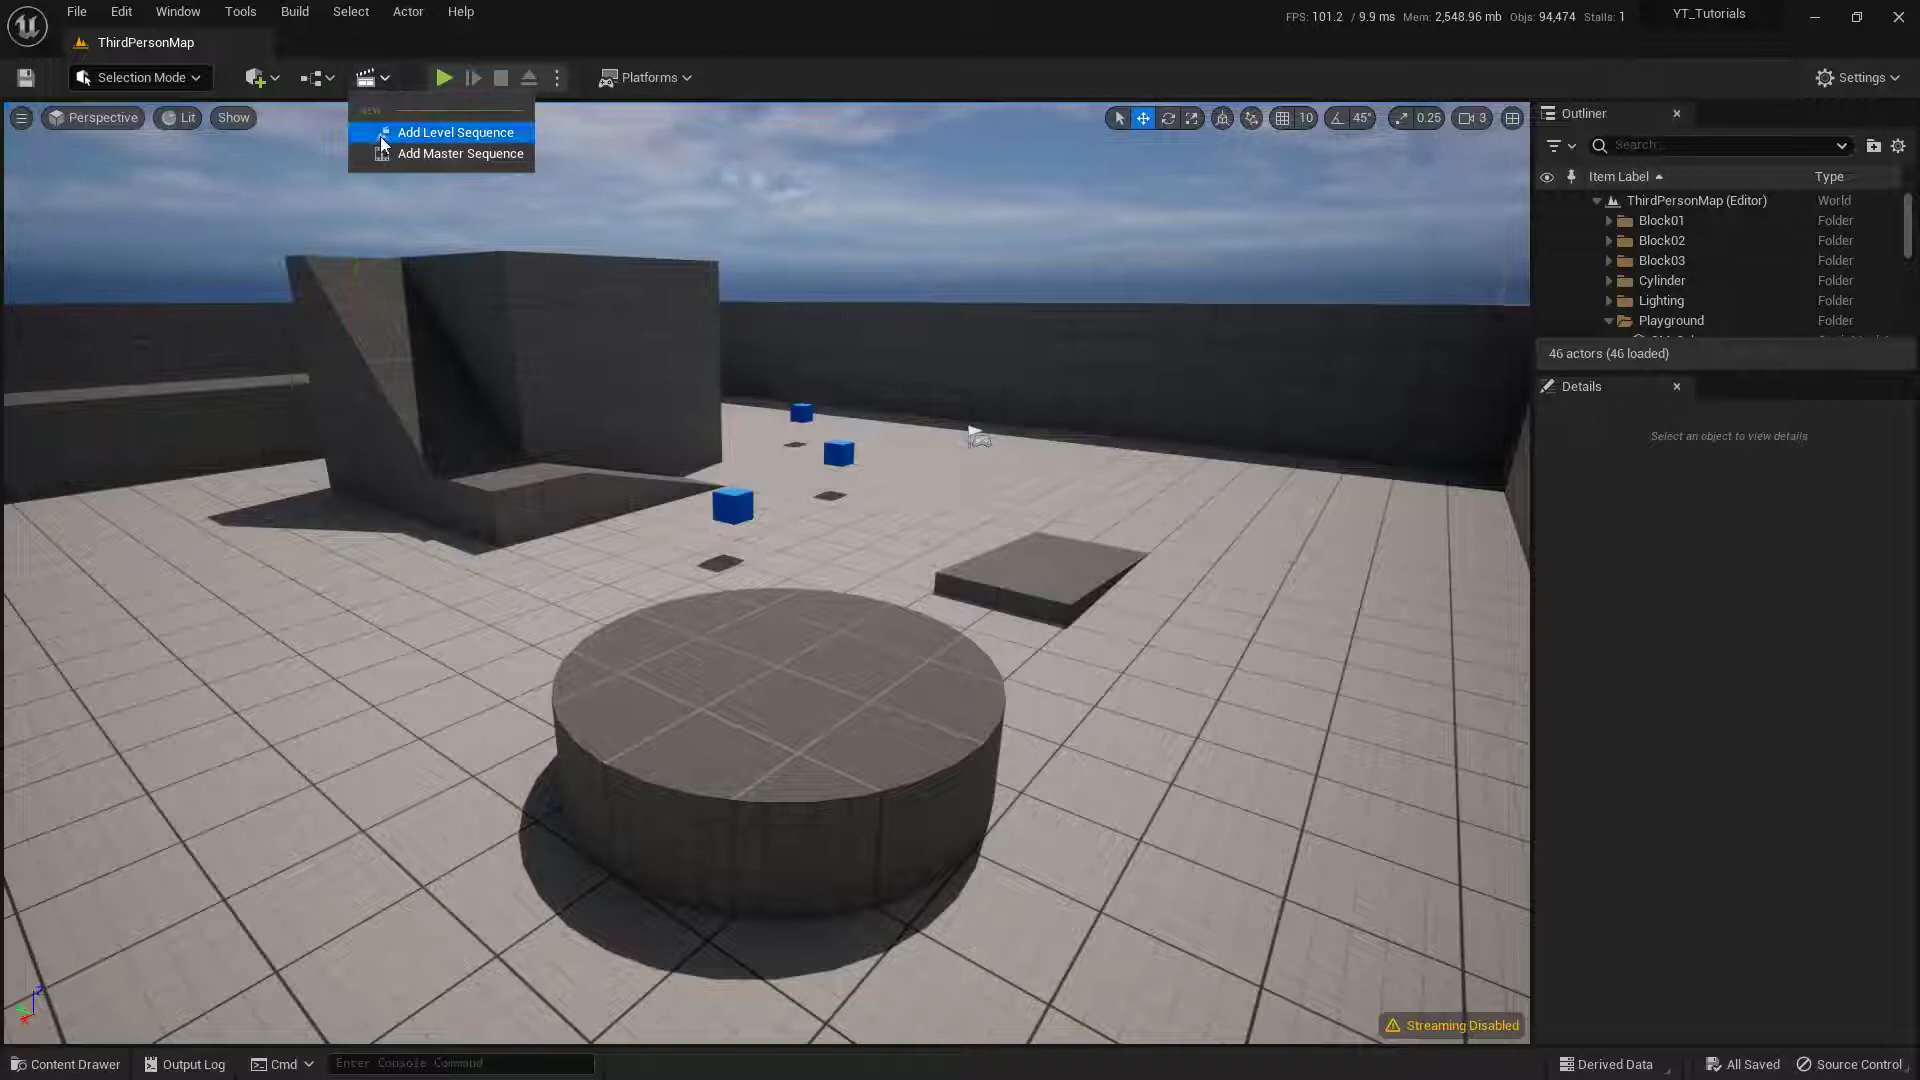 File Edit Window Tools Build Select Actor Help
FPS: 101.2 / 9.9 ms Mem: 2,548.96 mb Objs: 94,474 Stalls: 1
YT_Tutorials
ThirdPersonMap
Selection Mode
Platforms
Settings
NEW
Add Level Sequence
Add Master Sequence
Perspective Lit Show
10 45° 0.25 3
Outliner
Search...
Item Label Type
ThirdPersonMap (Editor) World
Block01 Folder
Block02 Folder
Block03 Folder
Cylinder Folder
Lighting Folder
Playground Folder
46 actors (46 loaded)
Details
Select an object to view details
Streaming Disabled
Content Drawer Output Log Cmd Enter Console Command
Derived Data All Saved Source Control